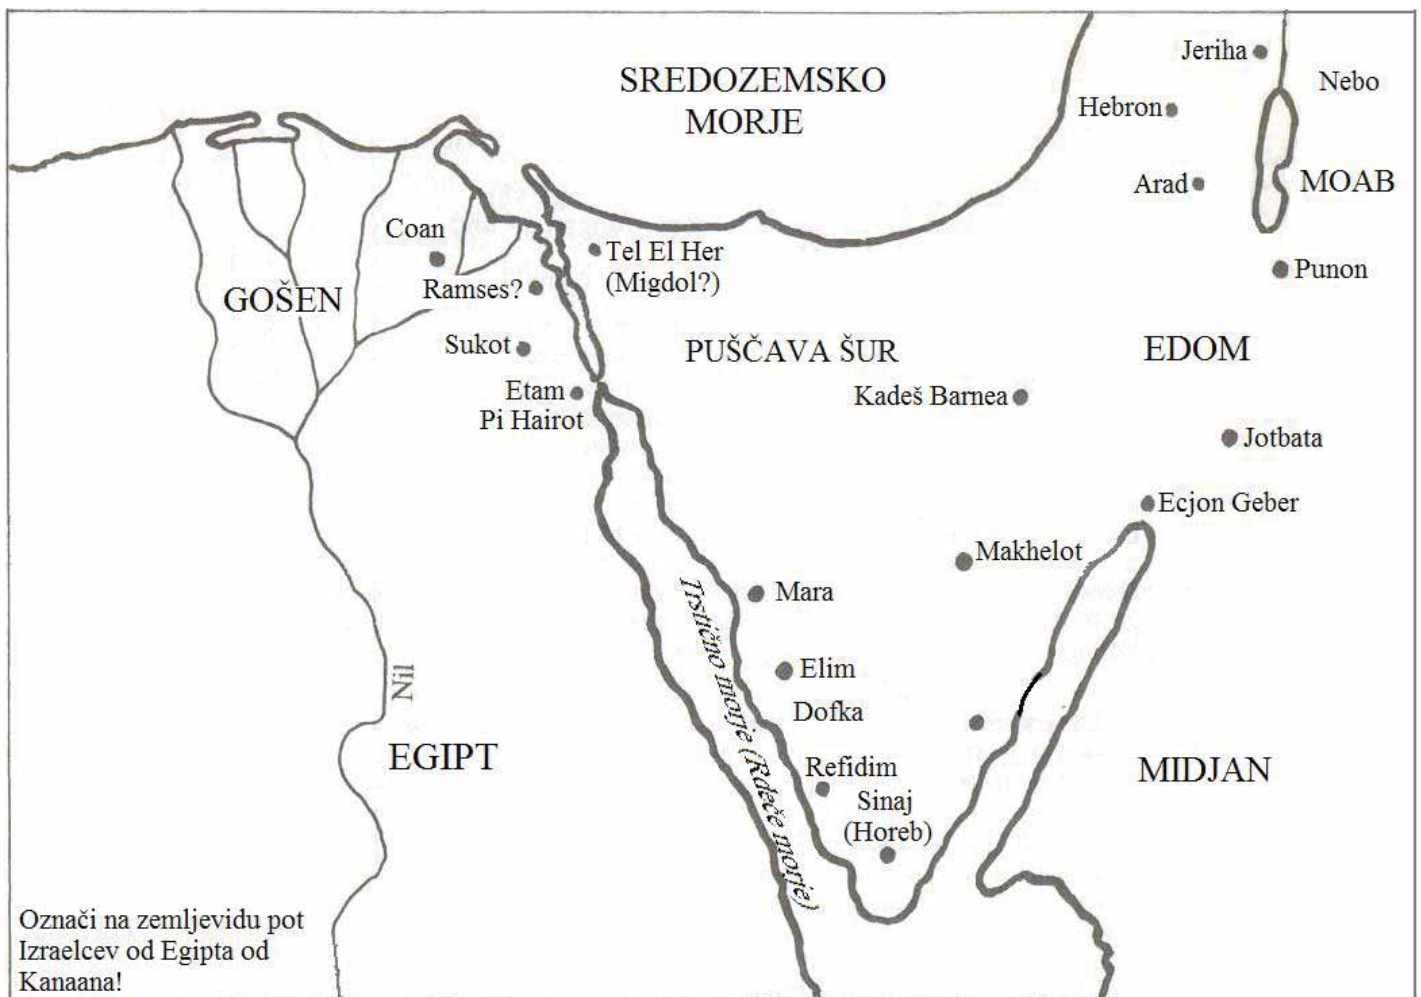 SREDOZEMSKO
MORJE
Jeriha
Nebo
Hebron
Arad
MOAB
Coan
Tel El Her
(Migdol?)
Punon
GOŠEN
Ramses?
Sukot
PUŠČAVA ŠUR
EDOM
Etam
Pi Hairot
Kadeš Barnea
Jotbata
Ecjon Geber
Makhelot
Mara
Trstično morje (Rdeče morje)
Elim
Nil
Dofka
EGIPT
Refidim
MIDJAN
Sinaj
(Horeb)
Označi na zemljevidu pot
Izraelcev od Egipta od
Kanaana!